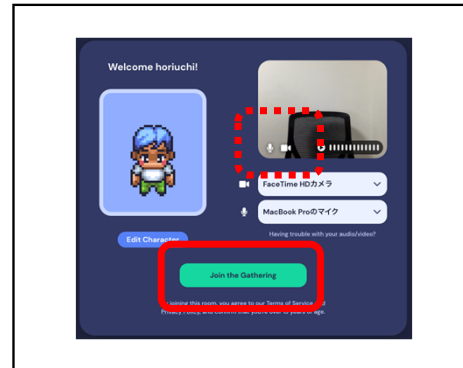 Welcome horiuchi!
FaceTime HDカメラ
MacBook Proのマイク
Having trouble with your audio/video?
Edit Character
Join the Gathering
joining this room, you agree to our Terms of Service and
Privacy Policy, and confirm that you're over 13 years of age.